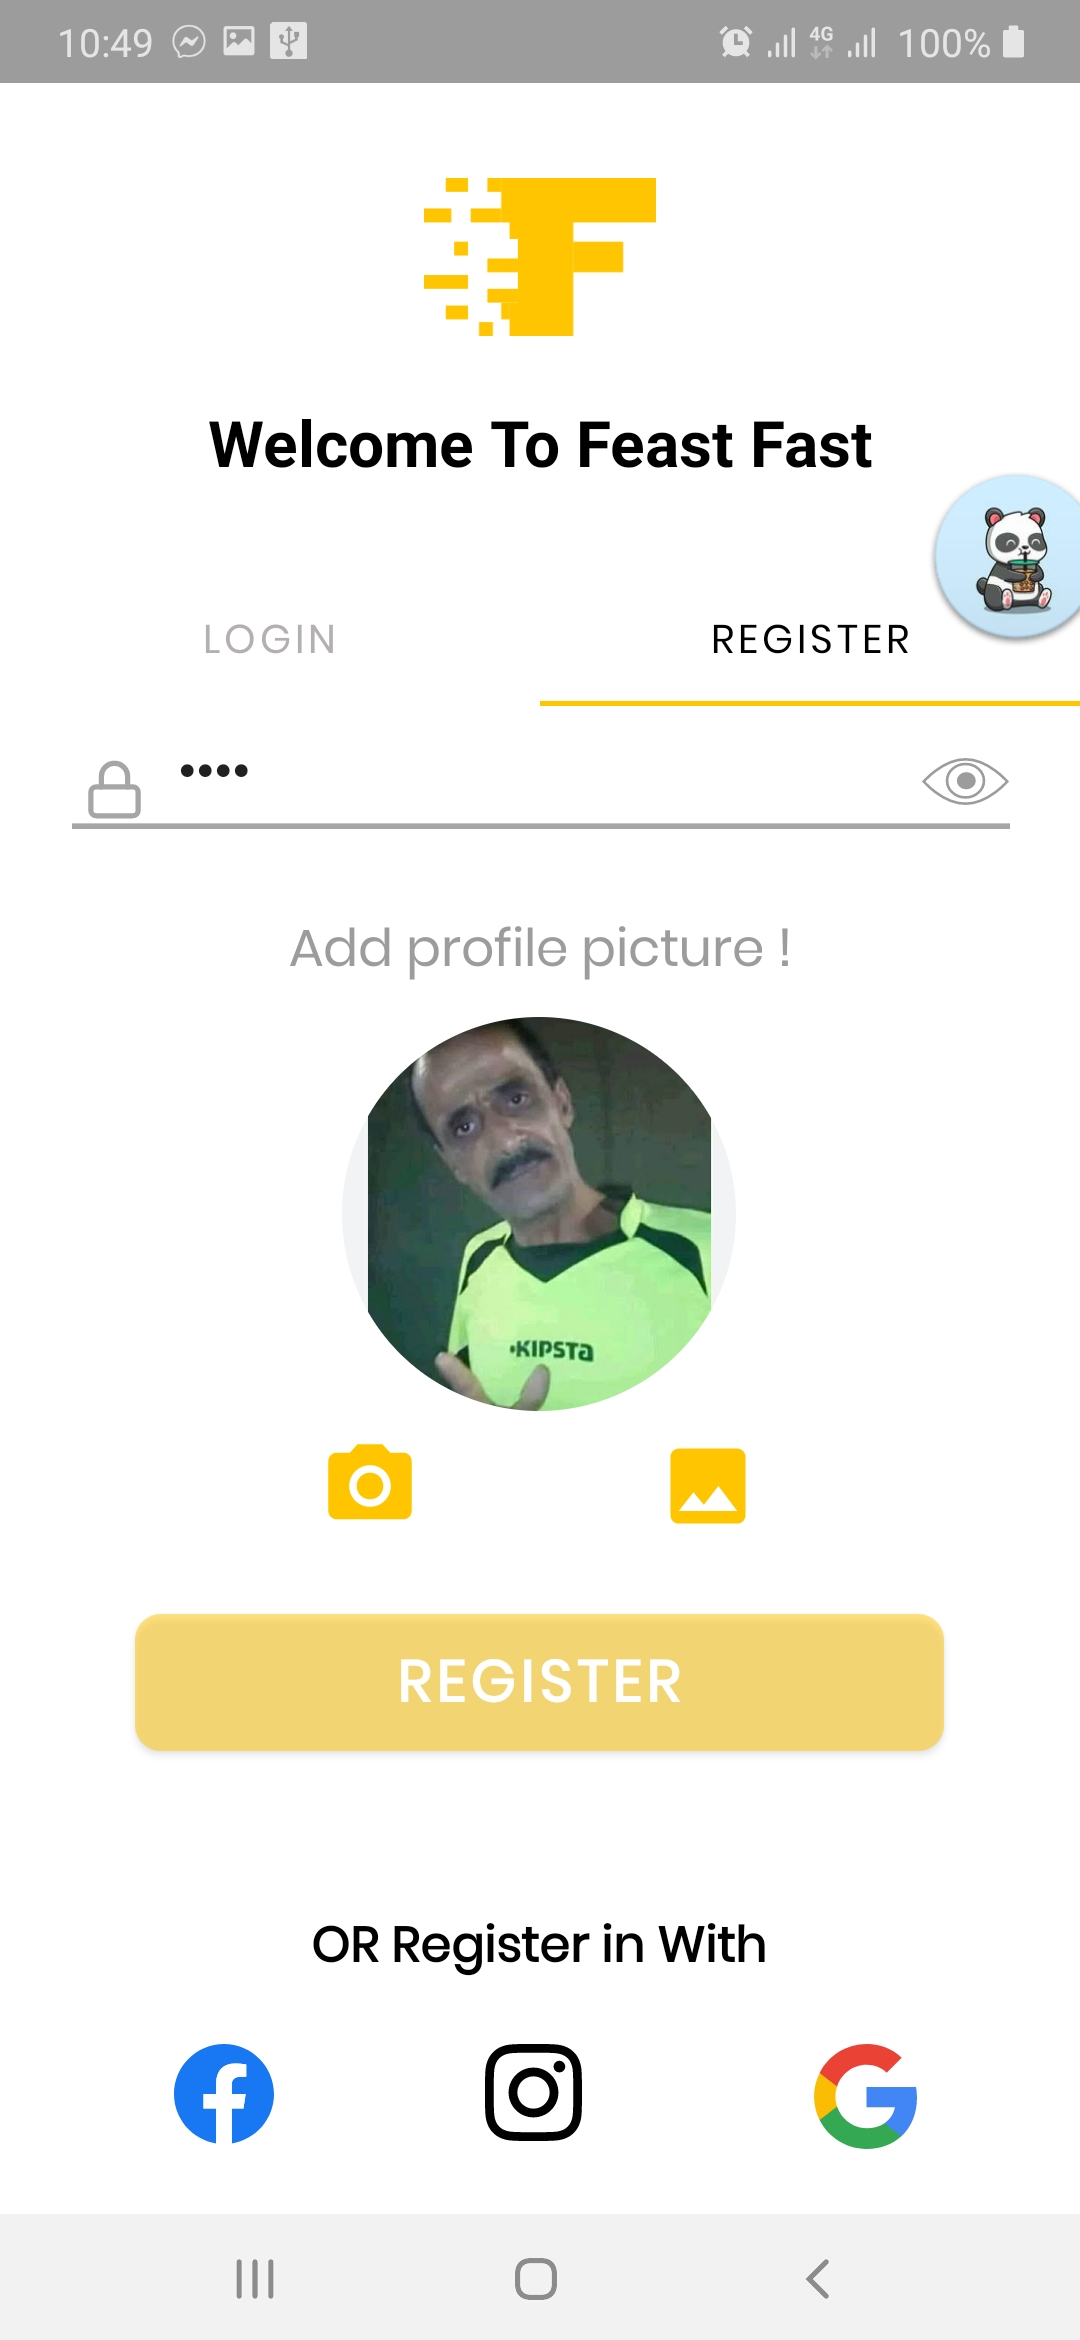 10:49 4G 100%
F
Welcome To Feast Fast
LOGIN REGISTER
••••
Add profile picture !
KIPSTA
REGISTER
OR Register in With